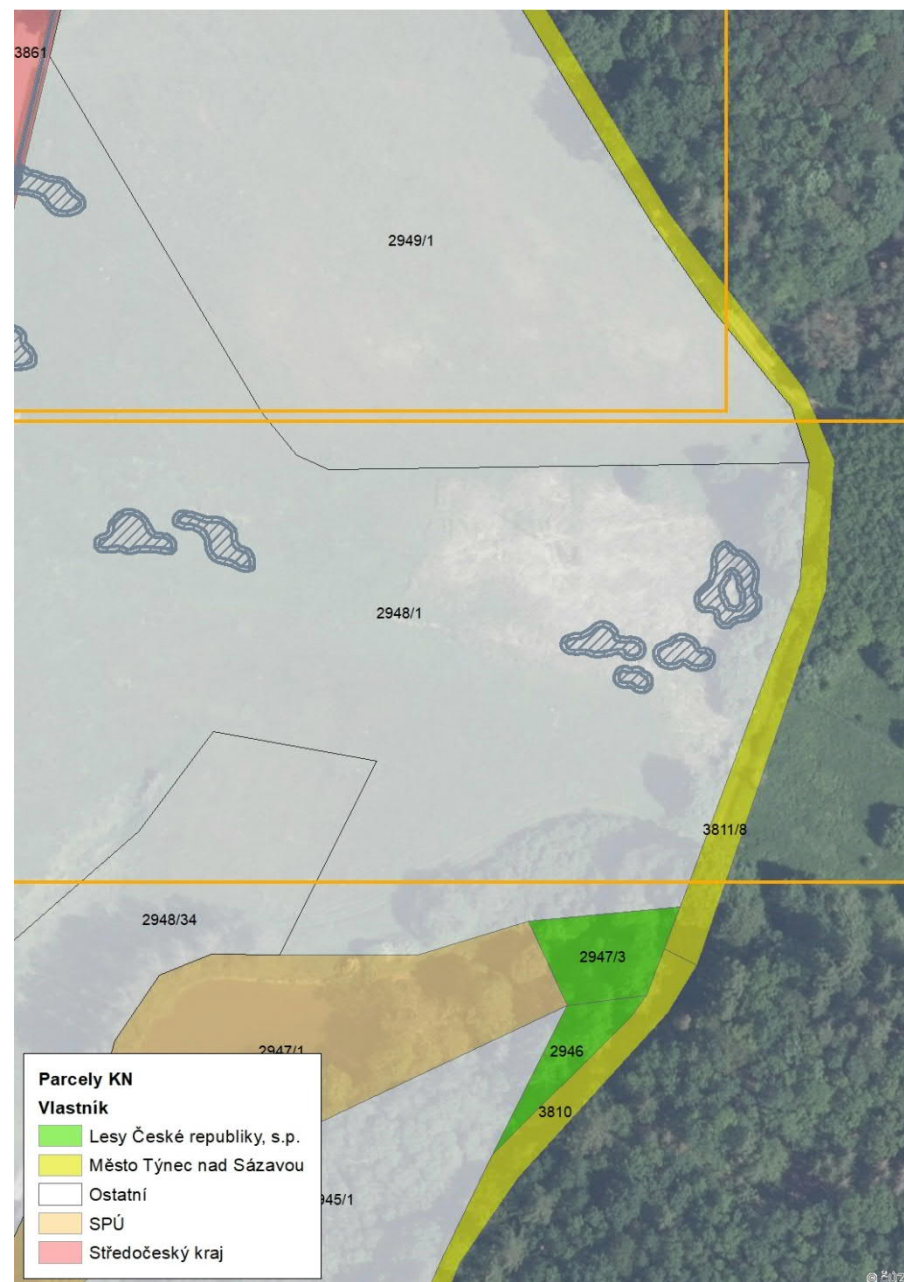 3861
2949/1
2948/1
3811/8
2948/34
2947/3
2947/1
2946
3810
945/1
Parcely KN
Vlastník
Lesy České republiky, s.p.
Město Týnec nad Sázavou
Ostatní
SPÚ
Středočeský kraj